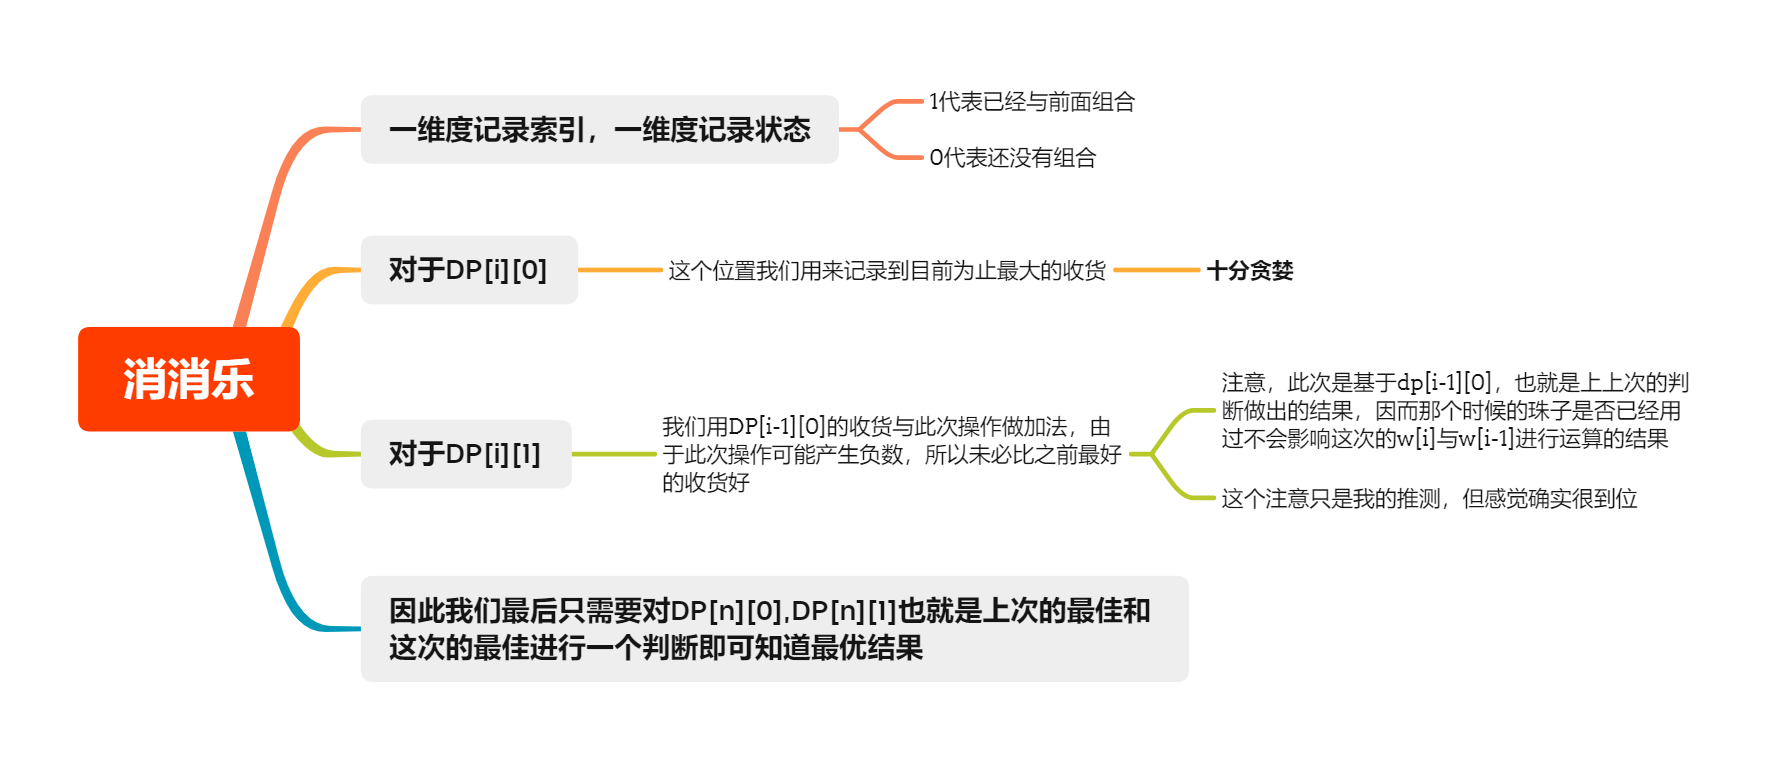 消消乐
一维度记录索引，一维度记录状态
1代表已经与前面组合
0代表还没有组合
对于DP[i][0]
这个位置我们用来记录到目前为止最大的收货
十分贪婪
对于DP[i][1]
我们用DP[i-1][0]的收货与此次操作做加法，由
于此次操作可能产生负数，所以未必比之前最好
的收货好
注意，此次是基于dp[i-1][0]，也就是上上次的判
断做出的结果，因而那个时候的珠子是否已经用
过不会影响这次的w[i]与w[i-1]进行运算的结果
这个注意只是我的推测，但感觉确实很到位
因此我们最后只需要对DP[n][0],DP[n][1]也就是上次的最佳和
这次的最佳进行一个判断即可知道最优结果